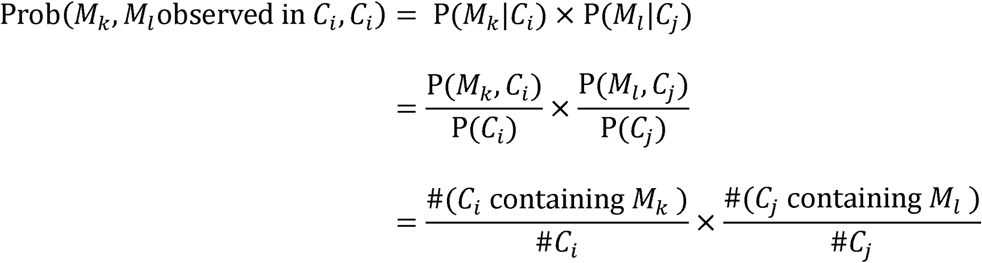 Prob(M_k, M_l observed in C_i, C_i) = P(M_k|C_i) × P(M_l|C_j)
= P(M_k, C_i) / P(C_i) × P(M_l, C_j) / P(C_j)
= #(C_i containing M_k ) / #C_i × #(C_j containing M_l ) / #C_j